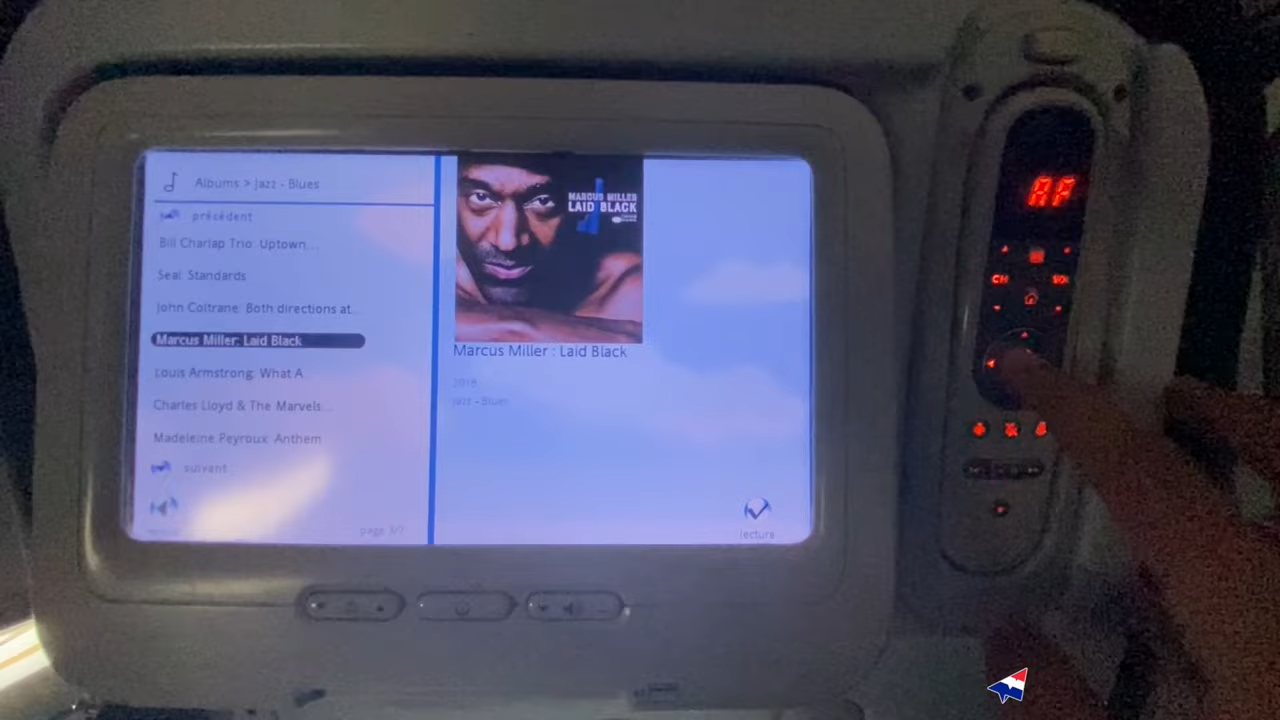 Albums > Jazz - Blues
précédent
Bill Charlap Trio: Uptown...
Seal: Standards
John Coltrane: Both directions at...
Marcus Miller: Laid Black
Louis Armstrong: What A...
Charles Lloyd & The Marvels...
Madeleine Peyroux: Anthem
suivant
page 3/7
MARCUS MILLER
LAID BLACK
Marcus Miller : Laid Black
2018
Jazz - Blues
lecture
AF
CH